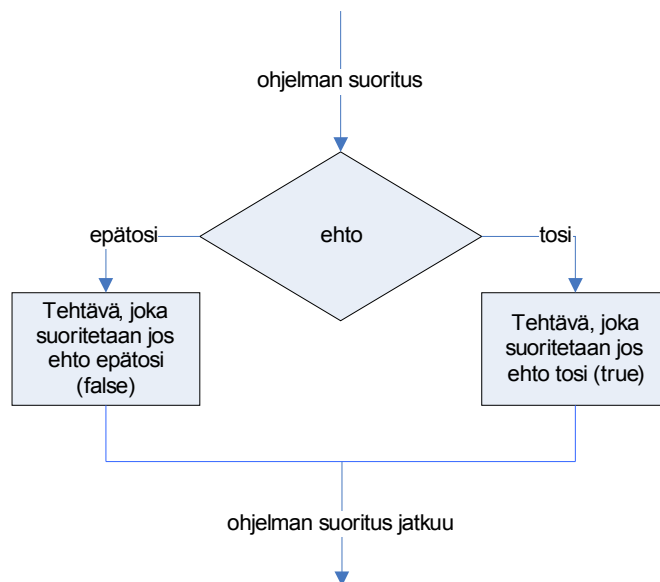 ohjelman suoritus
ehto
epätosi
tosi
Tehtävä, joka
suoritetaan jos
ehto epätosi
(false)
Tehtävä, joka
suoritetaan jos
ehto tosi (true)
ohjelman suoritus jatkuu